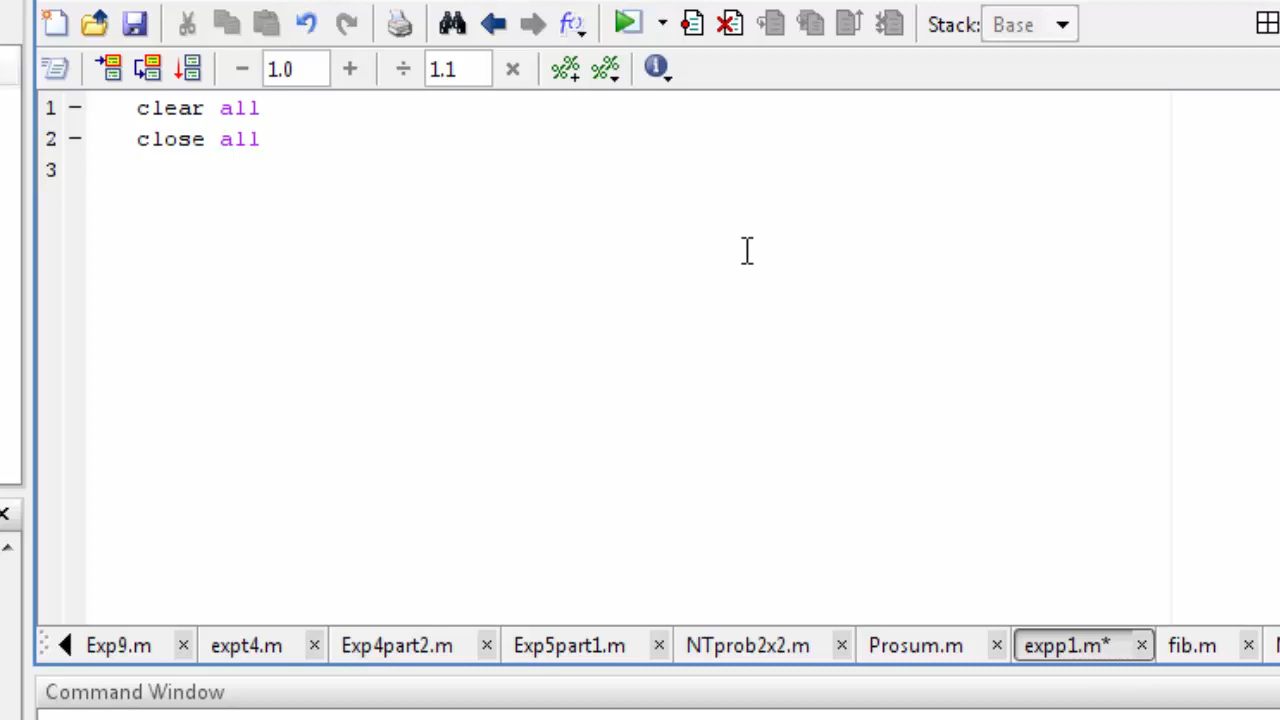 Stack: Base
1.0
1.1
1 clear all
2 close all
3
Exp9.m expt4.m Exp4part2.m Exp5part1.m NTprob2x2.m Prosum.m expp1.m* fib.m
Command Window